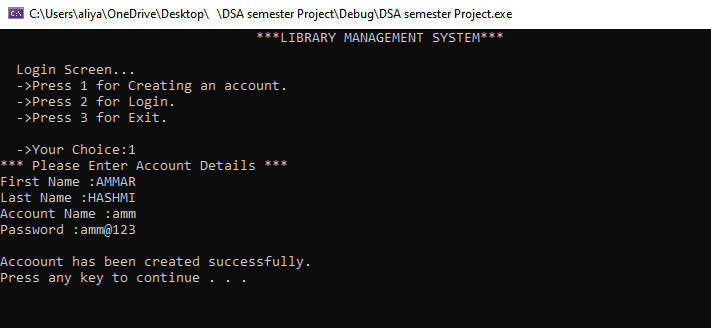 C:\Users\aliya\OneDrive\Desktop\ \DSA semester Project\Debug\DSA semester Project.exe
***LIBRARY MANAGEMENT SYSTEM***
Login Screen...
->Press 1 for Creating an account.
->Press 2 for Login.
->Press 3 for Exit.
->Your Choice:1
*** Please Enter Account Details ***
First Name :AMMAR
Last Name :HASHMI
Account Name :amm
Password :amm@123
Accoount has been created successfully.
Press any key to continue . . .